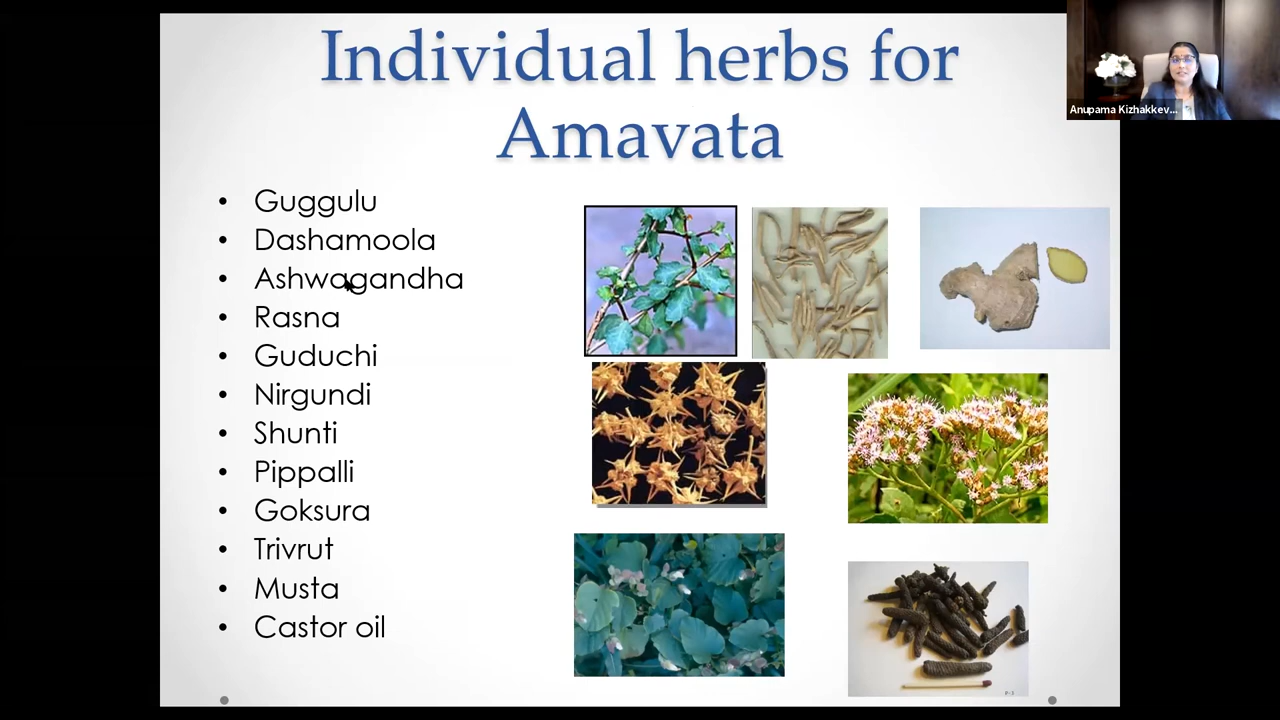 Individual herbs for
Amavata
Anupama Kizhakkev...
• Guggulu
• Dashamoola
• Ashwagandha
• Rasna
• Guduchi
• Nirgundi
• Shunti
• Pippalli
• Goksura
• Trivrut
• Musta
• Castor oil